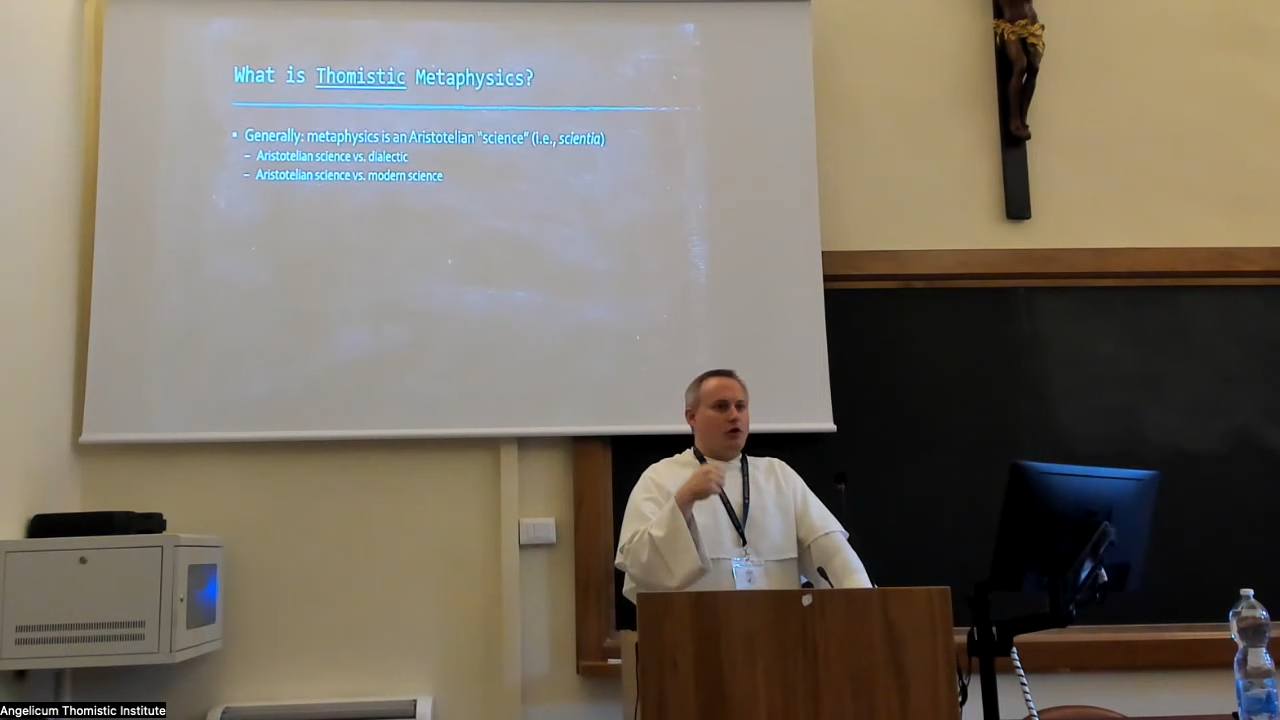 What is Thomistic Metaphysics?
• Generally: metaphysics is an Aristotelian "science" (i.e., scientia)
– Aristotelian science vs. dialectic
– Aristotelian science vs. modern science
Angelicum Thomistic Institute